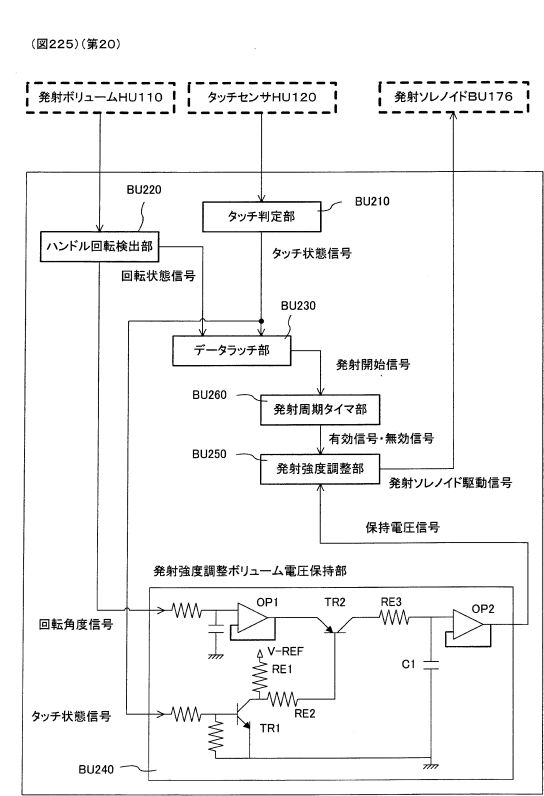 (図225)(第20)
発射ボリュームHU110
タッチセンサHU120
発射ソレノイドBU176
BU220
BU210
タッチ判定部
ハンドル回転検出部
タッチ状態信号
回転状態信号
BU230
データラッチ部
発射開始信号
BU260
発射周期タイマ部
有効信号・無効信号
BU250
発射強度調整部
発射ソレノイド駆動信号
保持電圧信号
発射強度調整ボリューム電圧保持部
OP1
TR2
RE3
OP2
回転角度信号
V-REF
RE1
C1
RE2
タッチ状態信号
TR1
BU240